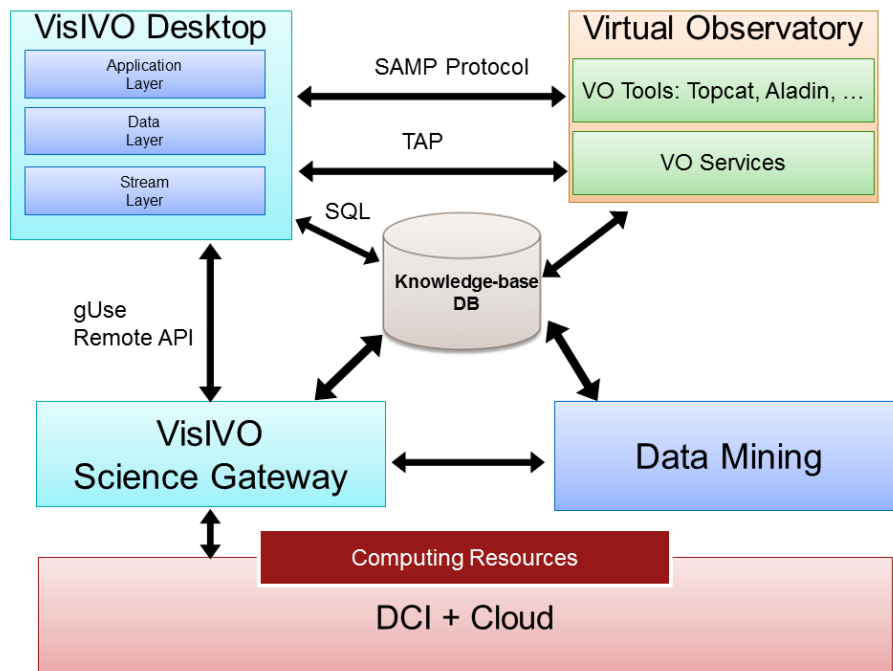 VisIVO Desktop
Application
Layer
Data
Layer
Stream
Layer
SAMP Protocol
TAP
SQL
Virtual Observatory
VO Tools: Topcat, Aladin, …
VO Services
Knowledge-base
DB
gUse
Remote API
VisIVO
Science Gateway
Data Mining
Computing Resources
DCI + Cloud